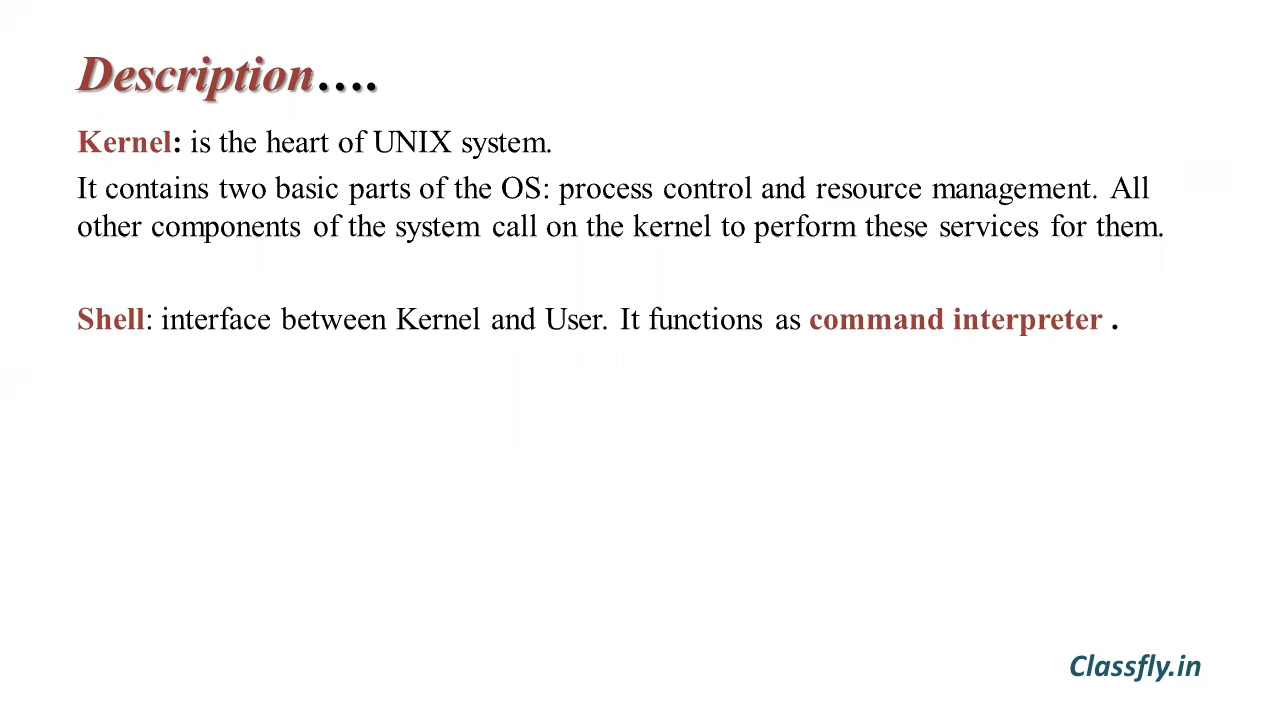 Description….
Kernel: is the heart of UNIX system.
It contains two basic parts of the OS: process control and resource management. All
other components of the system call on the kernel to perform these services for them.
Shell: interface between Kernel and User. It functions as command interpreter .
Classfly.in